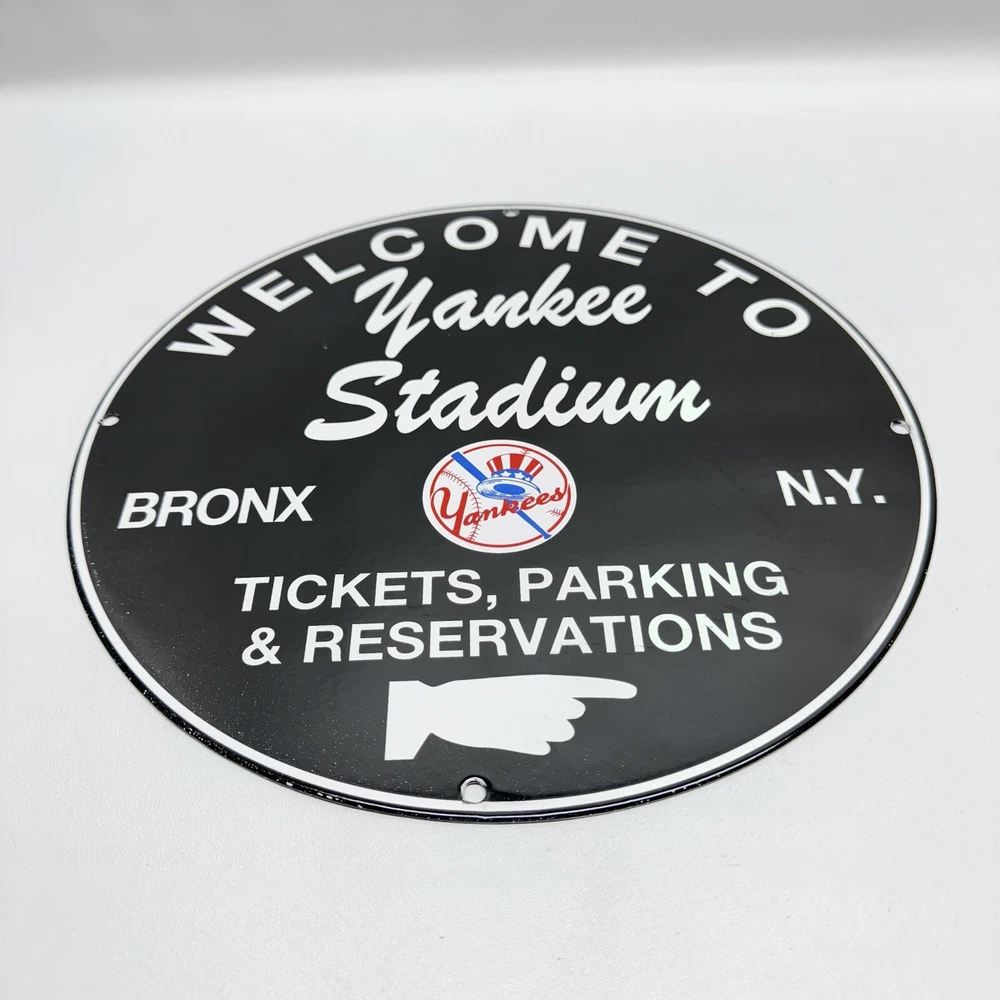 WELCOME TO
Yankee
Stadium
BRONX
Yankees
N.Y.
TICKETS, PARKING
& RESERVATIONS